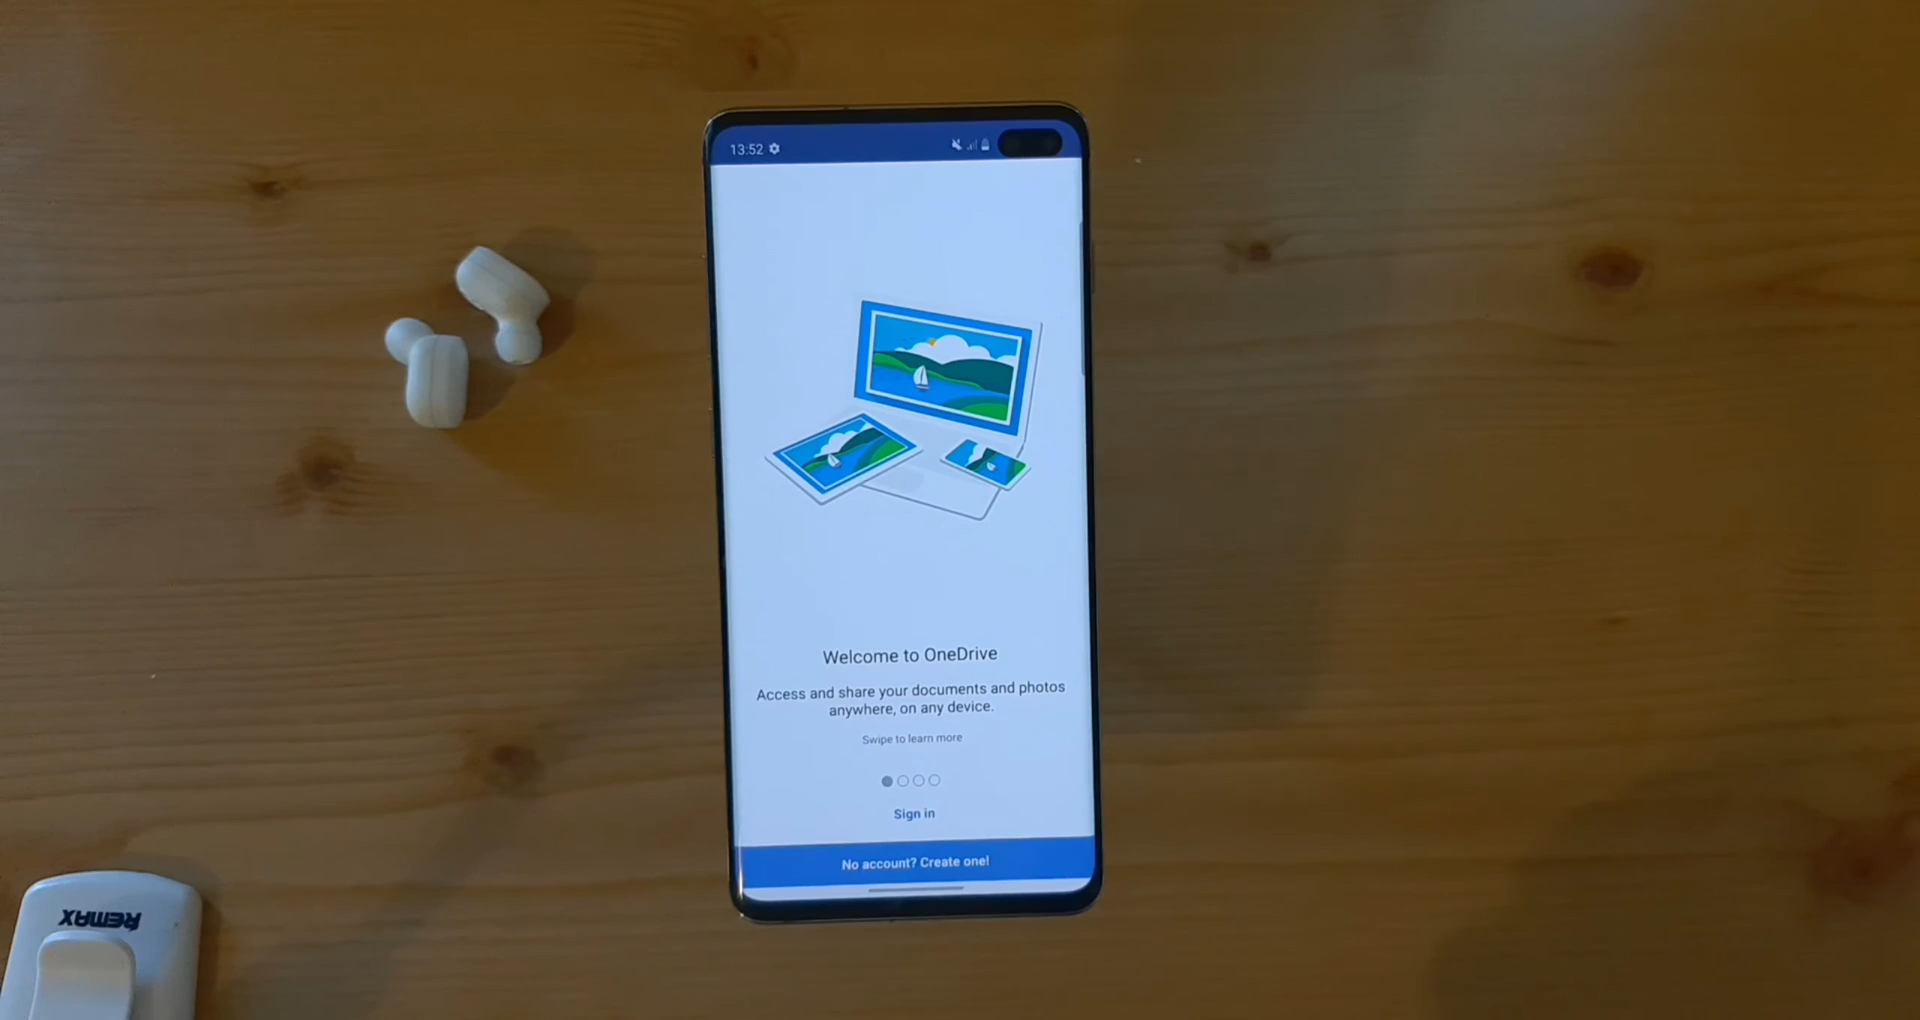 13:52
Welcome to OneDrive
Access and share your documents and photos
anywhere, on any device.
Swipe to learn more
Sign in
No account? Create one!
REMAX